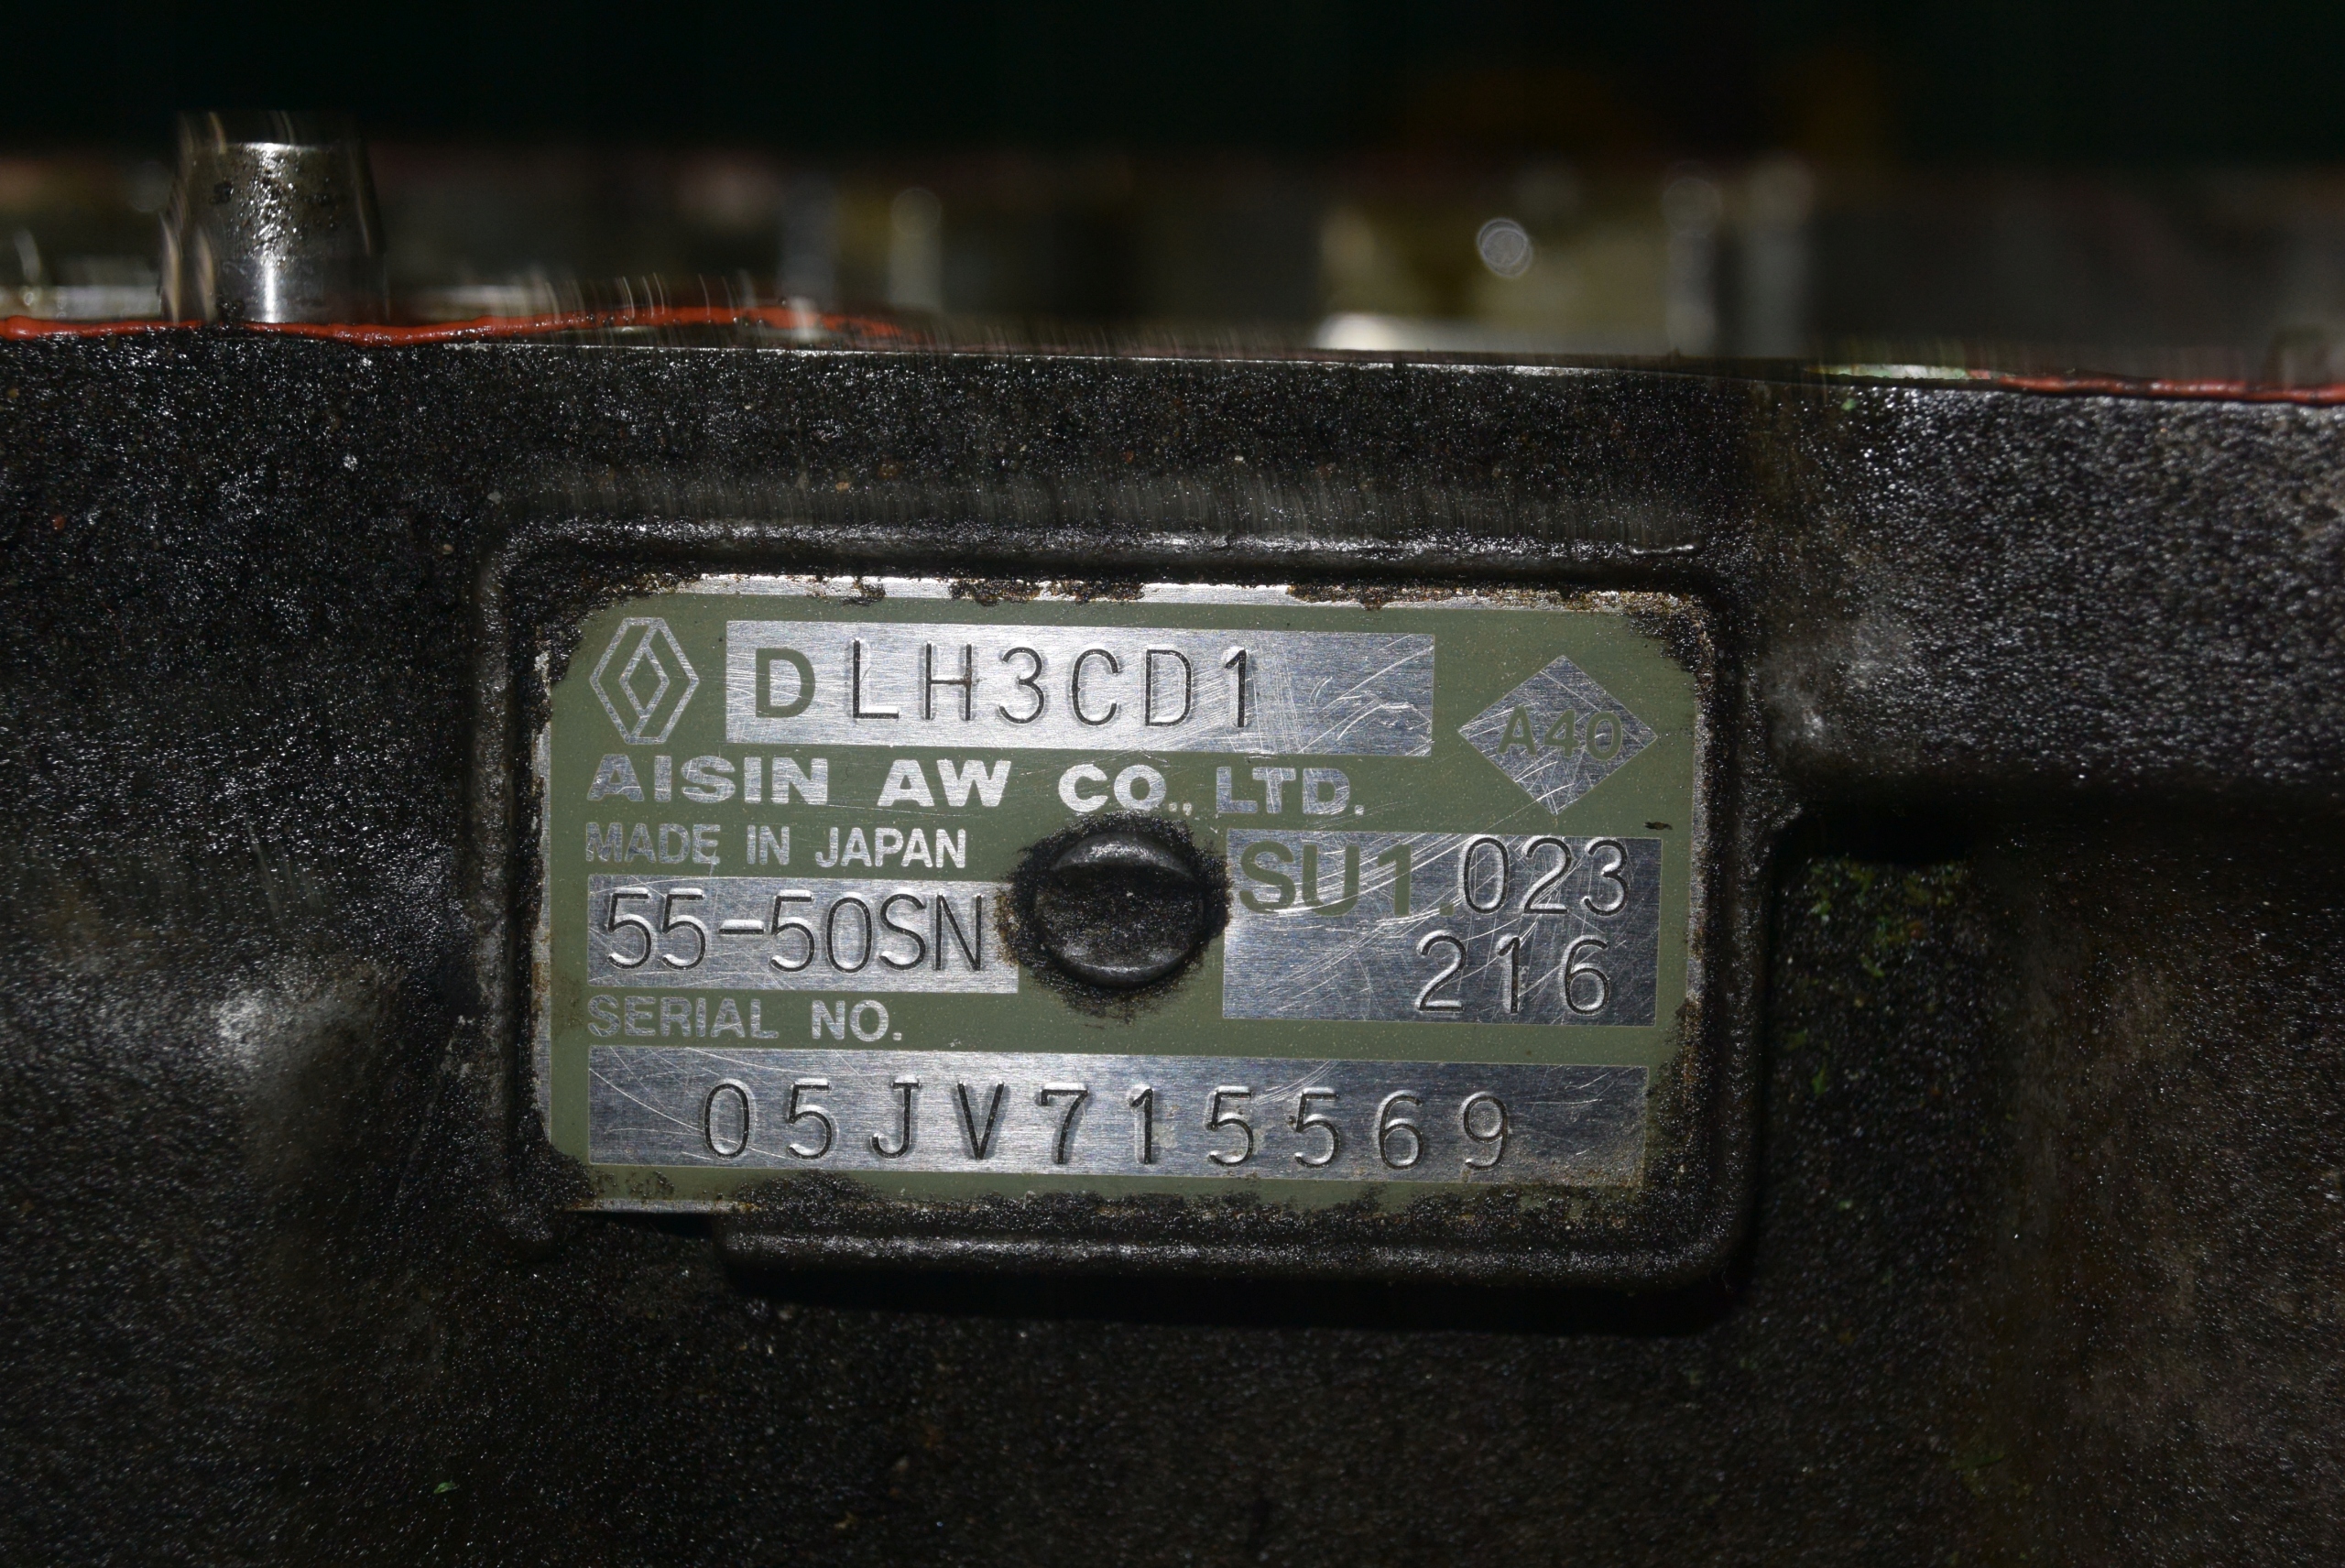 DLH3CD1
A40
AISIN AW CO., LTD.
MADE IN JAPAN
55-50SN
SU1.023
216
SERIAL NO.
05JV715569